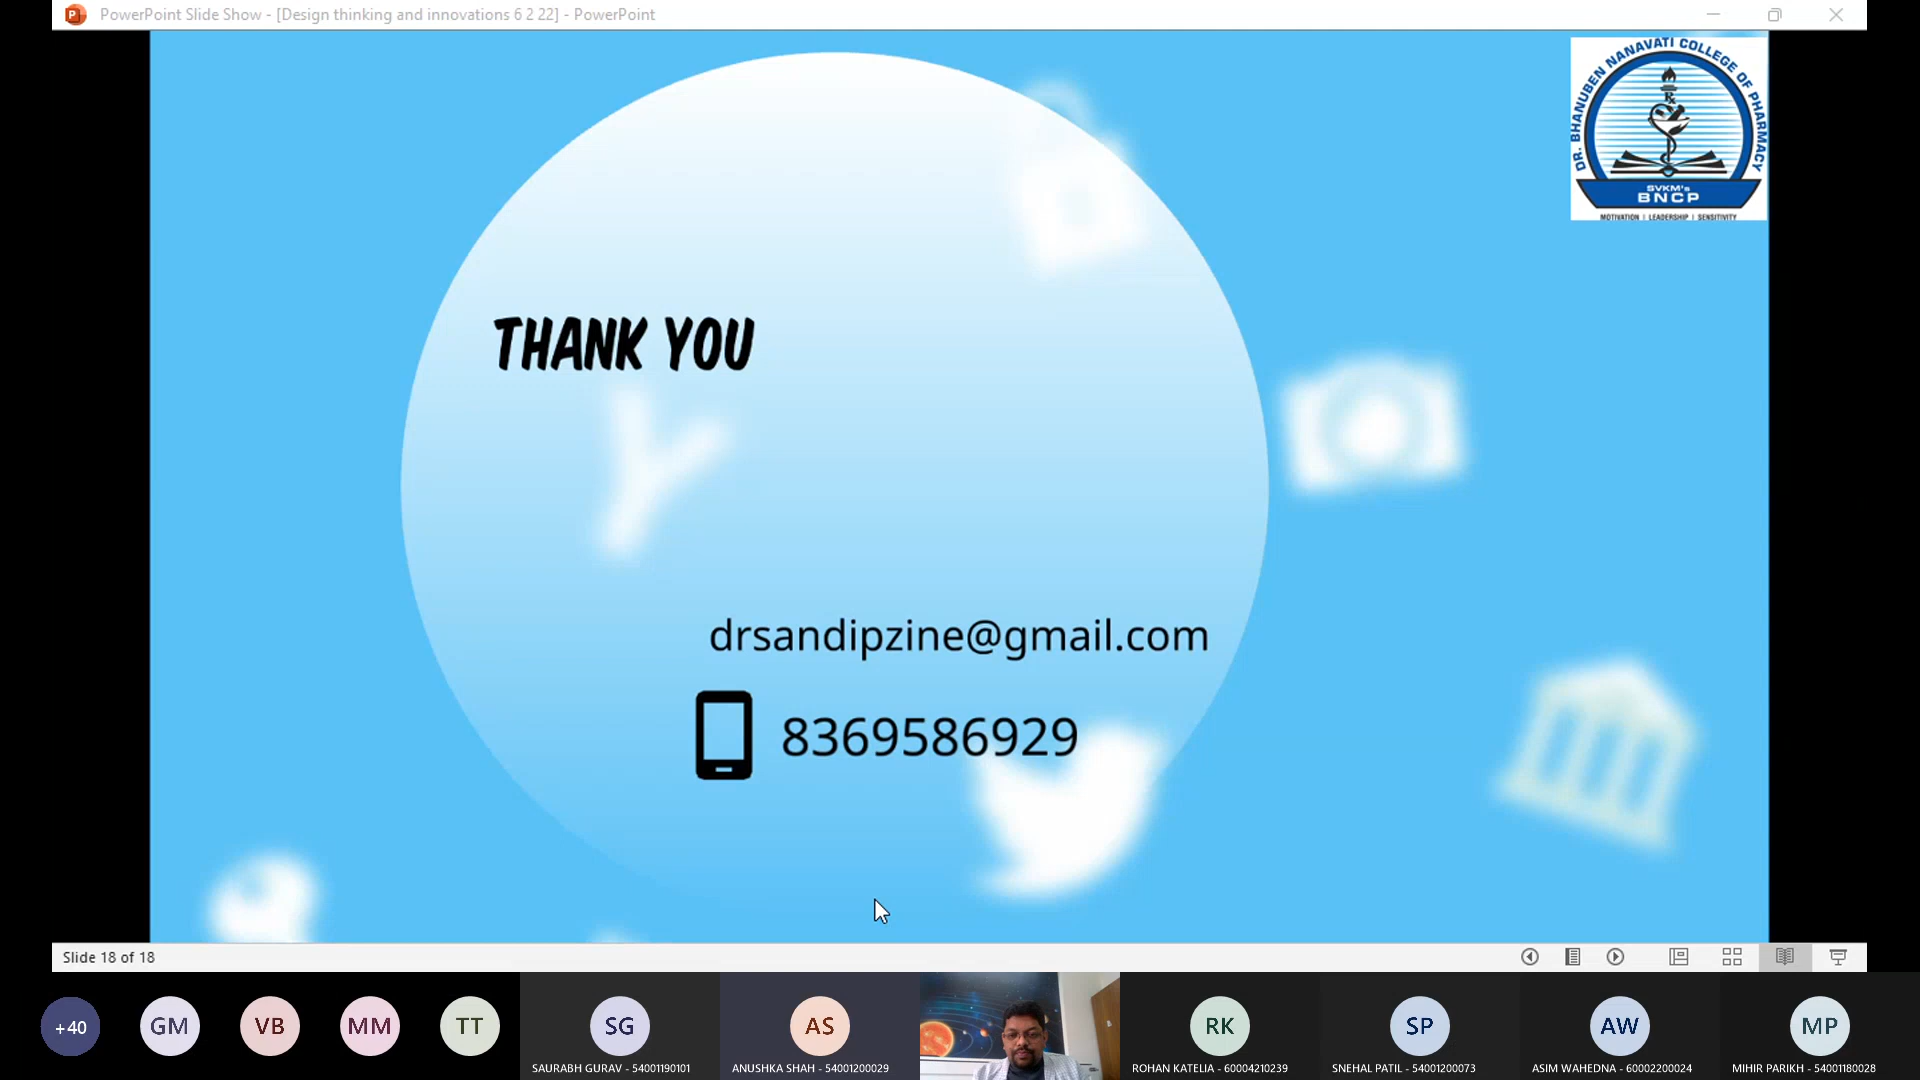 PowerPoint Slide Show - [Design thinking and innovations 6 2 22] - PowerPoint
DR. BHANUBEN NANAVATI COLLEGE OF PHARMACY
Rx
SVKM's
BNCP
MOTIVATION | LEADERSHIP | SENSITIVITY
THANK YOU
drsandipzine@gmail.com
8369586929
Slide 18 of 18
+40
GM
VB
MM
TT
SG
AS
RK
SP
AW
MP
SAURABH GURAV - 54001190101
ANUSHKA SHAH - 54001200029
ROHAN KATELIA - 60004210239
SNEHAL PATIL - 54001200073
ASIM WAHEDNA - 60002200024
MIHIR PARIKH - 54001180028